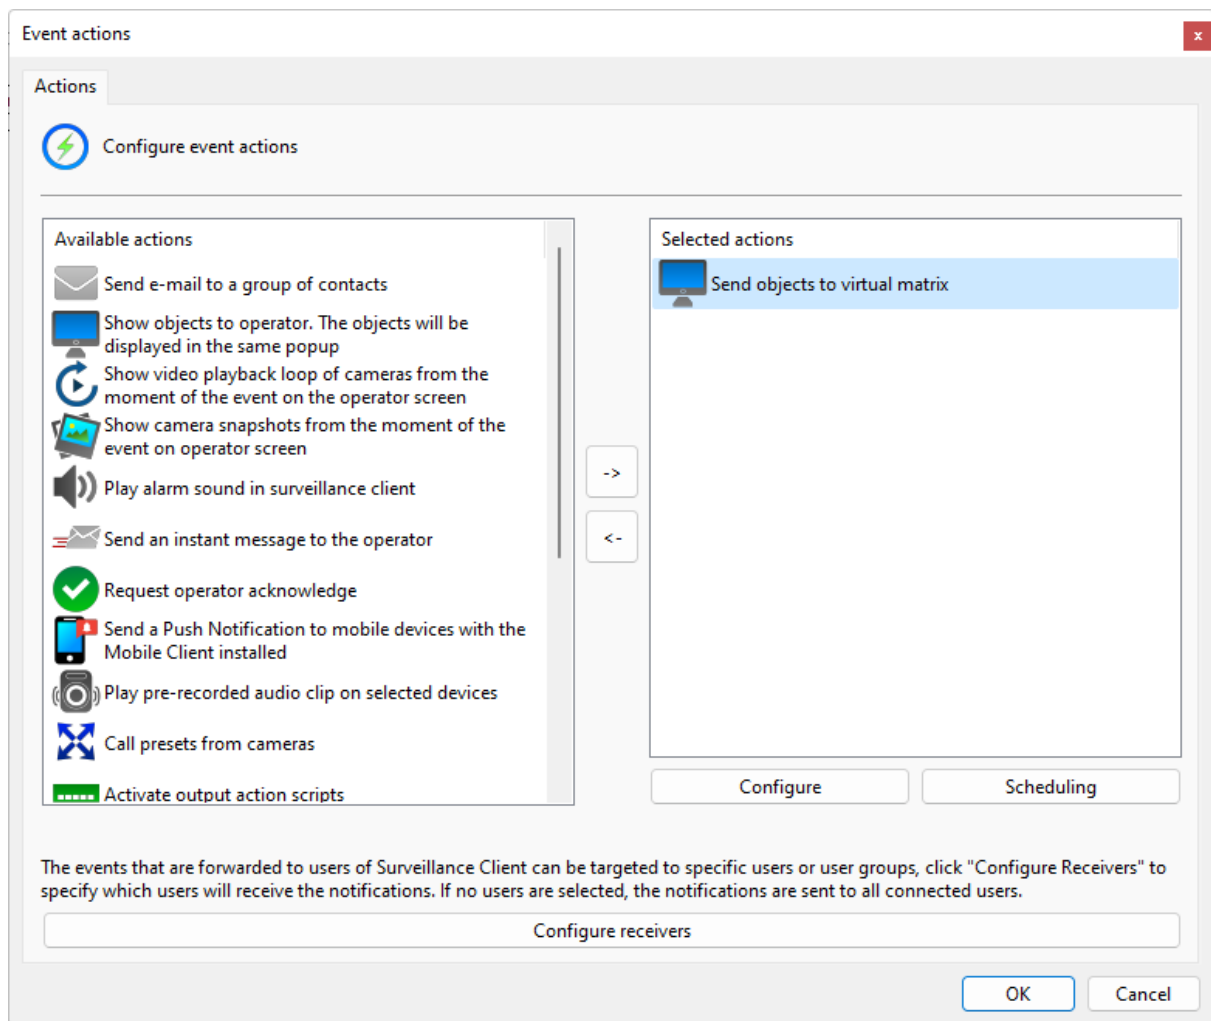 Event actions
x
Actions
Configure event actions
Available actions
Send e-mail to a group of contacts
Show objects to operator. The objects will be
displayed in the same popup
Show video playback loop of cameras from the
moment of the event on the operator screen
Show camera snapshots from the moment of the
event on operator screen
Play alarm sound in surveillance client
Send an instant message to the operator
Request operator acknowledge
Send a Push Notification to mobile devices with the
Mobile Client installed
Play pre-recorded audio clip on selected devices
Call presets from cameras
Activate output action scripts
->
<-
Selected actions
Send objects to virtual matrix
Configure
Scheduling
The events that are forwarded to users of Surveillance Client can be targeted to specific users or user groups, click "Configure Receivers" to
specify which users will receive the notifications. If no users are selected, the notifications are sent to all connected users.
Configure receivers
OK
Cancel